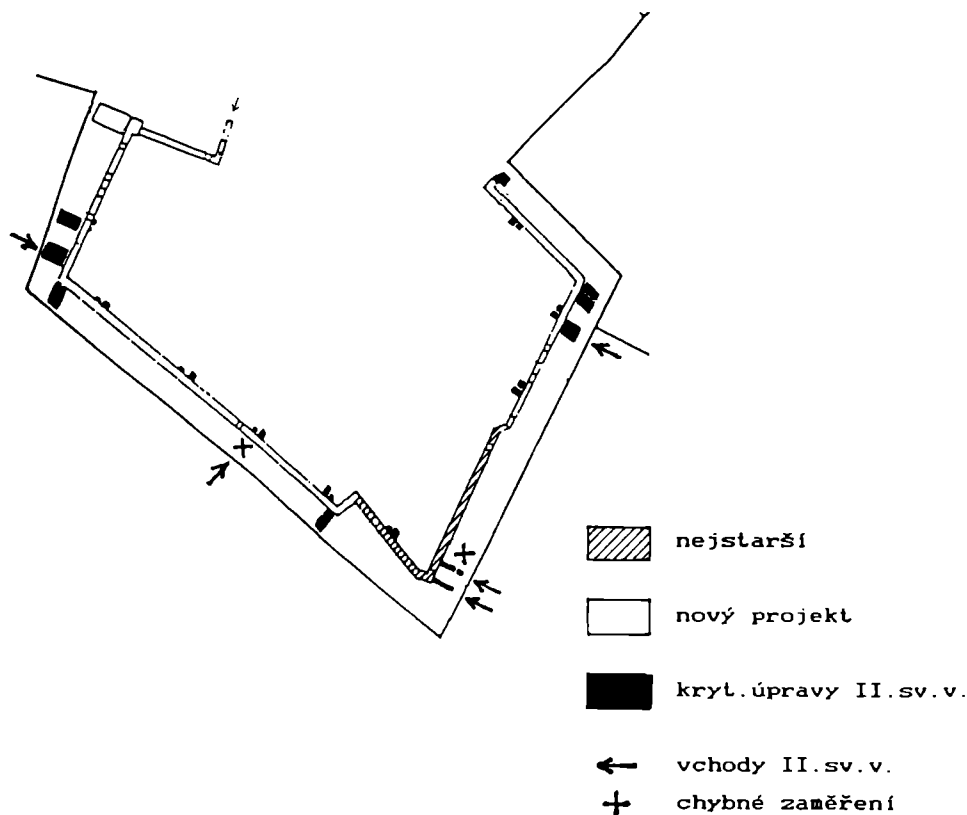 nejstarší
nový projekt
kryt.úpravy II.sv.v.
vchody II.sv.v.
chybné zaměření